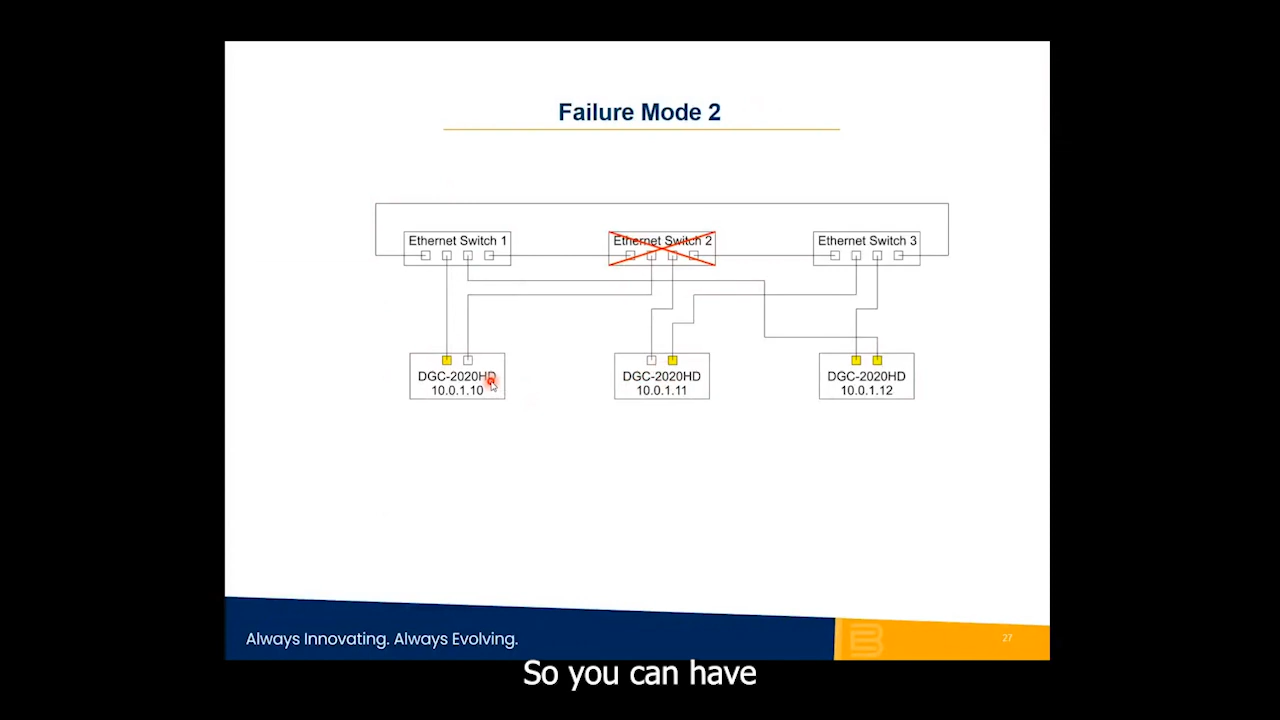 Failure Mode 2
Ethernet Switch 1
Ethernet Switch 2
Ethernet Switch 3
DGC-2020HD
10.0.1.10
DGC-2020HD
10.0.1.11
DGC-2020HD
10.0.1.12
Always Innovating. Always Evolving.
27
So you can have